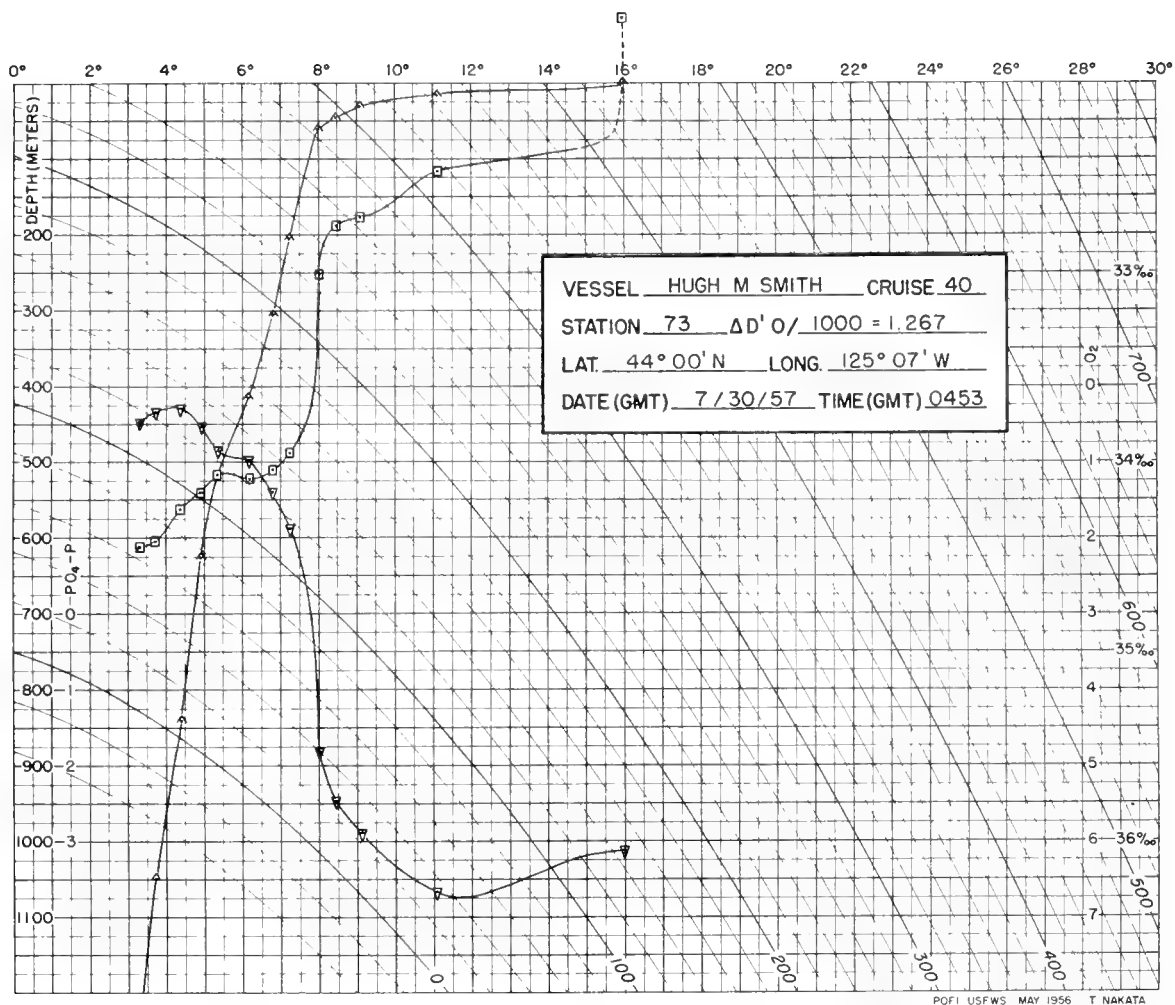 0° 2° 4° 6° 8° 10° 12° 14° 16° 18° 20° 22° 24° 26° 28° 30°
DEPTH (METERS)
200
300
400
500
600
700
800
900
1000
1100
PO₄-P
0
1
2
3
VESSEL HUGH M SMITH CRUISE 40
STATION 73 ΔD'0/1000 = 1.267
LAT. 44° 00' N LONG. 125° 07' W
DATE (GMT) 7/30/57 TIME (GMT) 0453
33‰
34‰
35‰
36‰
O₂
0
1
2
3
4
5
6
7
700
600
500
0 100 200 300 400
POFI USFWS MAY 1956 T NAKATA